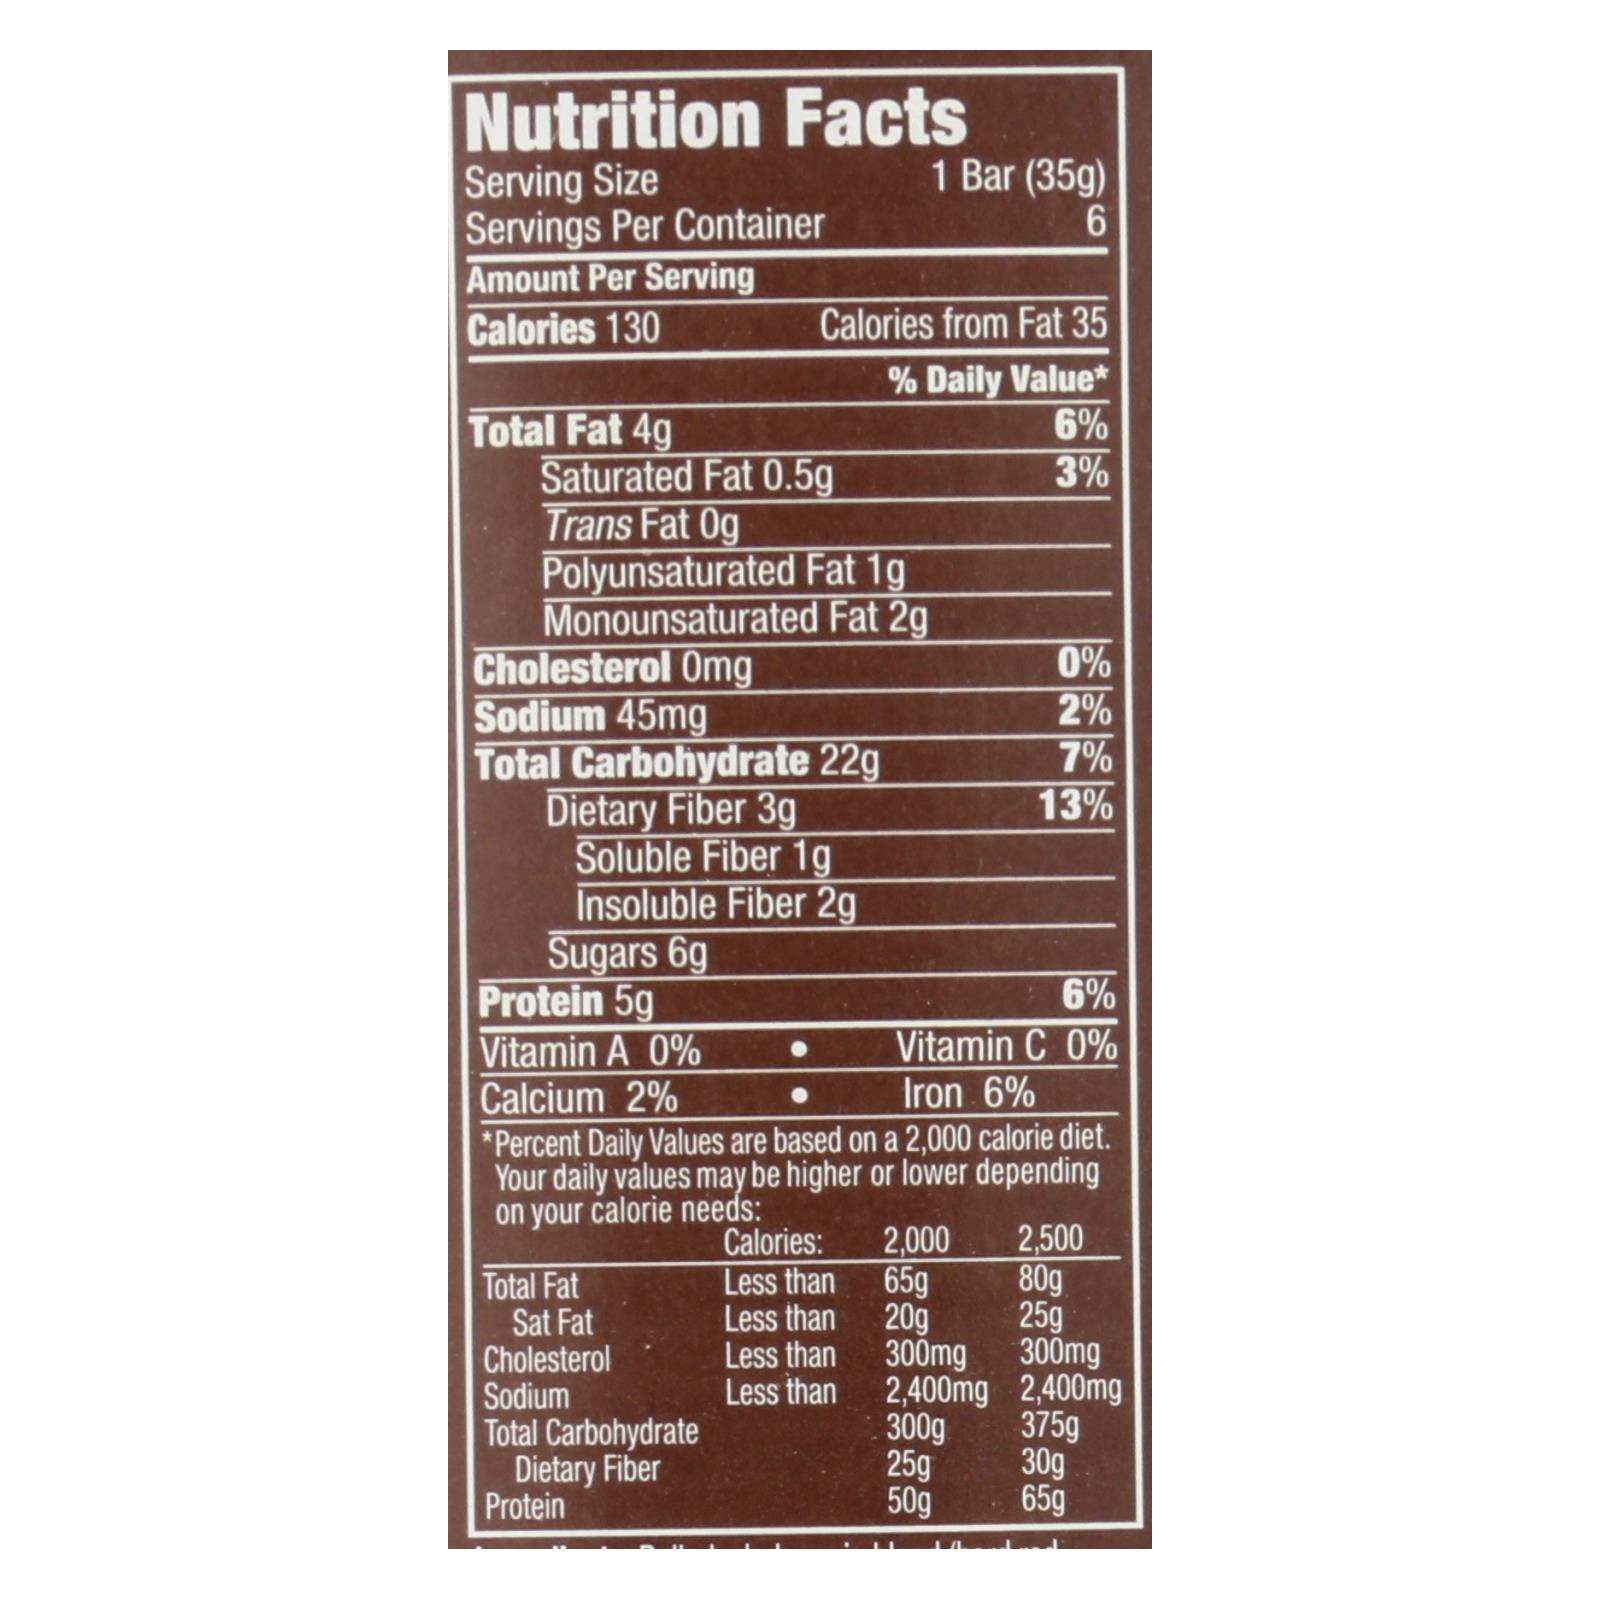 Nutrition Facts
Serving Size 1 Bar (35g)
Servings Per Container 6
Amount Per Serving
Calories 130 Calories from Fat 35
% Daily Value*
Total Fat 4g 6%
Saturated Fat 0.5g 3%
Trans Fat 0g
Polyunsaturated Fat 1g
Monounsaturated Fat 2g
Cholesterol 0mg 0%
Sodium 45mg 2%
Total Carbohydrate 22g 7%
Dietary Fiber 3g 13%
Soluble Fiber 1g
Insoluble Fiber 2g
Sugars 6g
Protein 5g 6%
Vitamin A 0% • Vitamin C 0%
Calcium 2% • Iron 6%
*Percent Daily Values are based on a 2,000 calorie diet.
Your daily values may be higher or lower depending
on your calorie needs:
Calories: 2,000 2,500
Total Fat Less than 65g 80g
Sat Fat Less than 20g 25g
Cholesterol Less than 300mg 300mg
Sodium Less than 2,400mg 2,400mg
Total Carbohydrate 300g 375g
Dietary Fiber 25g 30g
Protein 50g 65g